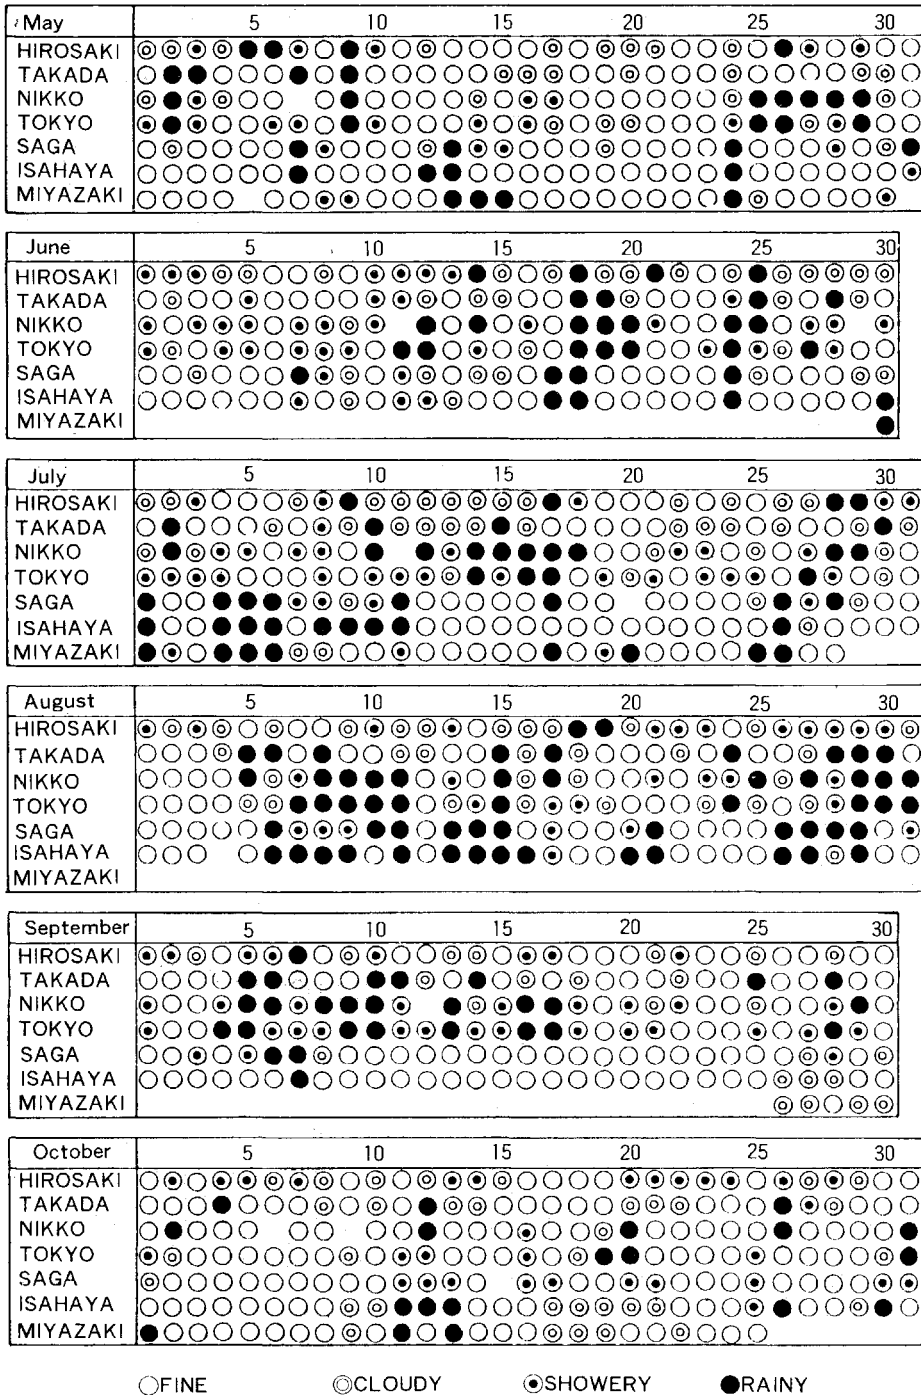 May 5 10 15 20 25 30
HIROSAKI
TAKADA
NIKKO
TOKYO
SAGA
ISAHAYA
MIYAZAKI
June 5 10 15 20 25 30
HIROSAKI
TAKADA
NIKKO
TOKYO
SAGA
ISAHAYA
MIYAZAKI
July 5 10 15 20 25 30
HIROSAKI
TAKADA
NIKKO
TOKYO
SAGA
ISAHAYA
MIYAZAKI
August 5 10 15 20 25 30
HIROSAKI
TAKADA
NIKKO
TOKYO
SAGA
ISAHAYA
MIYAZAKI
September 5 10 15 20 25 30
HIROSAKI
TAKADA
NIKKO
TOKYO
SAGA
ISAHAYA
MIYAZAKI
October 5 10 15 20 25 30
HIROSAKI
TAKADA
NIKKO
TOKYO
SAGA
ISAHAYA
MIYAZAKI
FINE CLOUDY SHOWERY RAINY